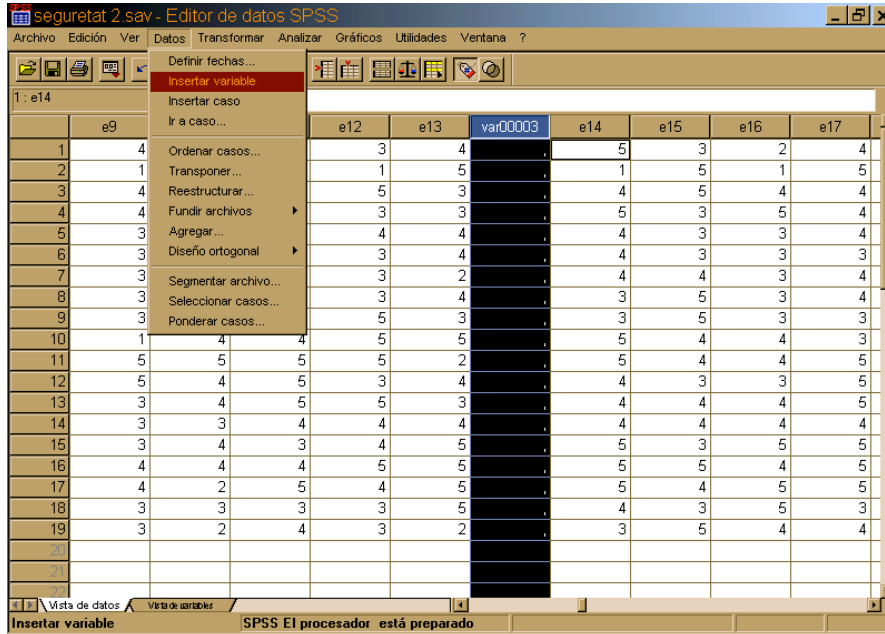 seguretat 2.sav - Editor de datos SPSS
Archivo Edición Ver Datos Transformar Analizar Gráficos Utilidades Ventana ?
Definir fechas...
Insertar variable
Insertar caso
Ir a caso...
Ordenar casos...
Transponer...
Reestructurar...
Fundir archivos
Agregar...
Diseño ortogonal
Segmentar archivo...
Seleccionar casos...
Ponderar casos...
1 : e14
e9 e12 e13 var00003 e14 e15 e16 e17
1 4 3 4 , 5 3 2 4
2 1 1 5 , 1 5 1 5
3 4 5 3 , 4 5 4 4
4 4 3 3 , 5 3 5 4
5 3 4 4 , 4 3 3 4
6 3 3 4 , 4 3 3 3
7 3 3 2 , 4 4 3 4
8 3 3 4 , 3 5 3 4
9 3 5 3 , 3 5 3 3
10 1 4 4 5 5 , 5 4 4 3
11 5 5 5 5 2 , 5 4 4 5
12 5 4 5 3 4 , 4 3 3 5
13 3 4 5 5 3 , 4 4 4 5
14 3 3 4 4 4 , 4 4 4 4
15 3 4 3 4 5 , 5 3 5 5
16 4 4 4 5 5 , 5 5 4 5
17 4 2 5 4 5 , 5 4 5 5
18 3 3 3 3 5 , 4 3 5 3
19 3 2 4 3 2 , 3 5 4 4
20
21
22
Vista de datos Vista de variables
Insertar variable SPSS El procesador está preparado